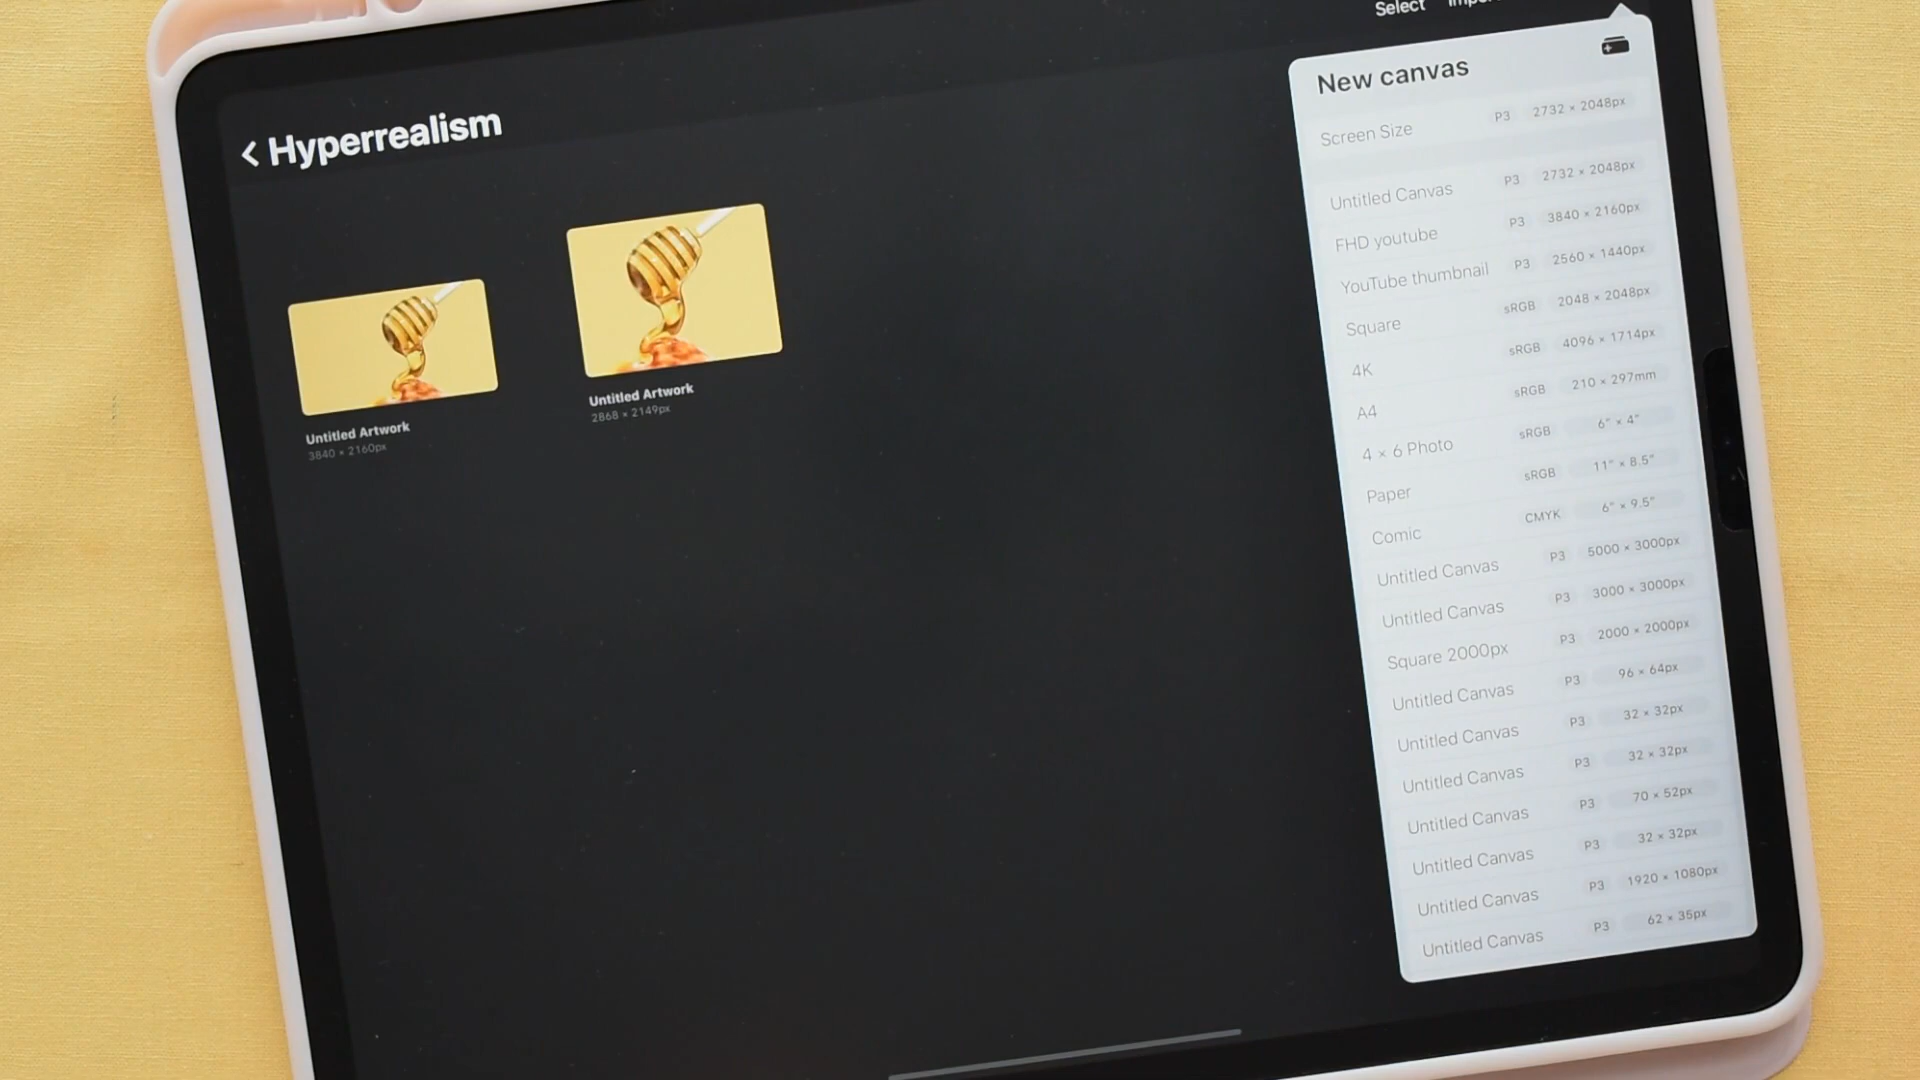 Select
Hyperrealism
Untitled Artwork
3840 × 2160px
Untitled Artwork
2868 × 2149px
New canvas
Screen Size P3 2732 × 2048px
Untitled Canvas P3 2732 × 2048px
FHD youtube P3 3840 × 2160px
YouTube thumbnail P3 2560 × 1440px
Square sRGB 2048 × 2048px
4K sRGB 4096 × 1714px
A4 sRGB 210 × 297mm
4 × 6 Photo sRGB 6" × 4"
Paper sRGB 11" × 8.5"
Comic CMYK 6" × 9.5"
Untitled Canvas P3 5000 × 3000px
Untitled Canvas P3 3000 × 3000px
Square 2000px P3 2000 × 2000px
Untitled Canvas P3 96 × 64px
Untitled Canvas P3 32 × 32px
Untitled Canvas P3 32 × 32px
Untitled Canvas P3 70 × 52px
Untitled Canvas P3 32 × 32px
Untitled Canvas P3 1920 × 1080px
Untitled Canvas P3 62 × 35px